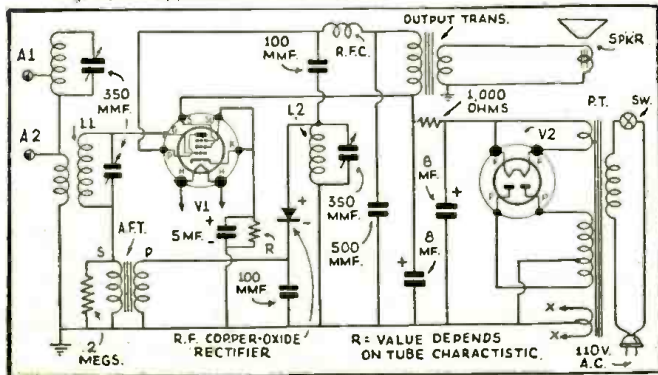 OUTPUT TRANS.
SPKR
A1
100
MMF.
R.F.C.
350
MMF.
1,000
OHMS
P.T.
SW.
A2
L1
L2
V2
8
MF.
V1
350
MMF.
A.F.T.
5MF.
R
500
MMF.
8
MF.
S
P
100
MMF.
X
X
.2
MEGS.
R.F. COPPER-OXIDE
RECTIFIER
R= VALUE DEPENDS
ON TUBE CHARACTISTIC.
110V.
A.C.